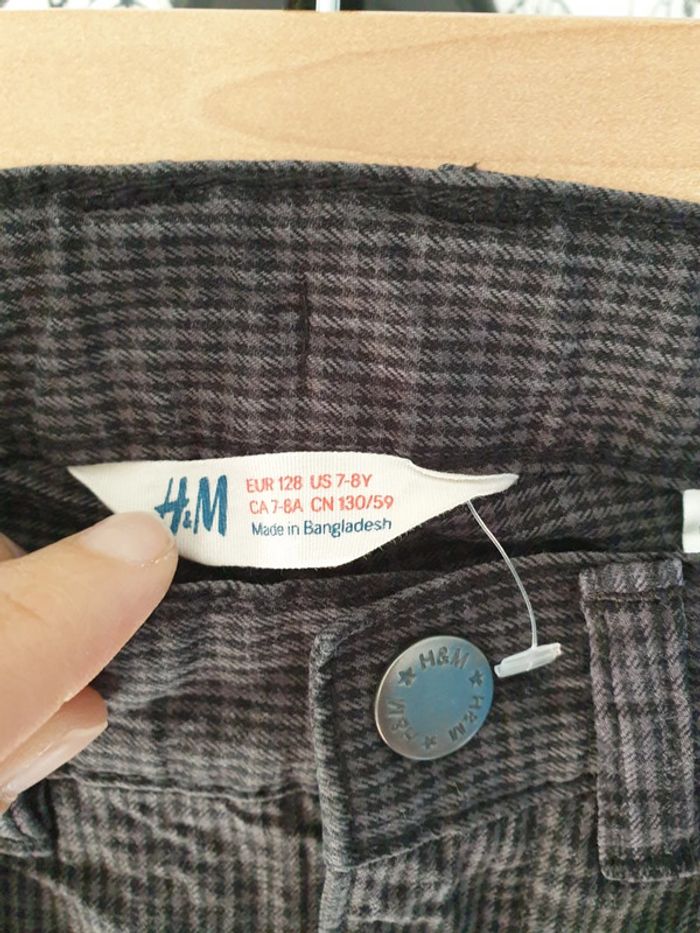 H&M
EUR 128 US 7-8Y
CA 7-8A CN 130/59
Made in Bangladesh
H&M
H&M
H&M